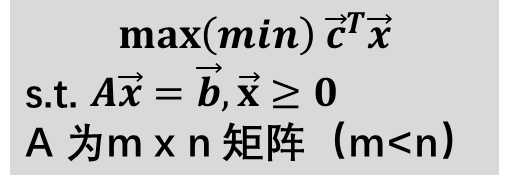 max(min) c⃗ᵀx⃗
s.t. Ax⃗ = b⃗, x⃗ ≥ 0
A 为m x n 矩阵（m<n）